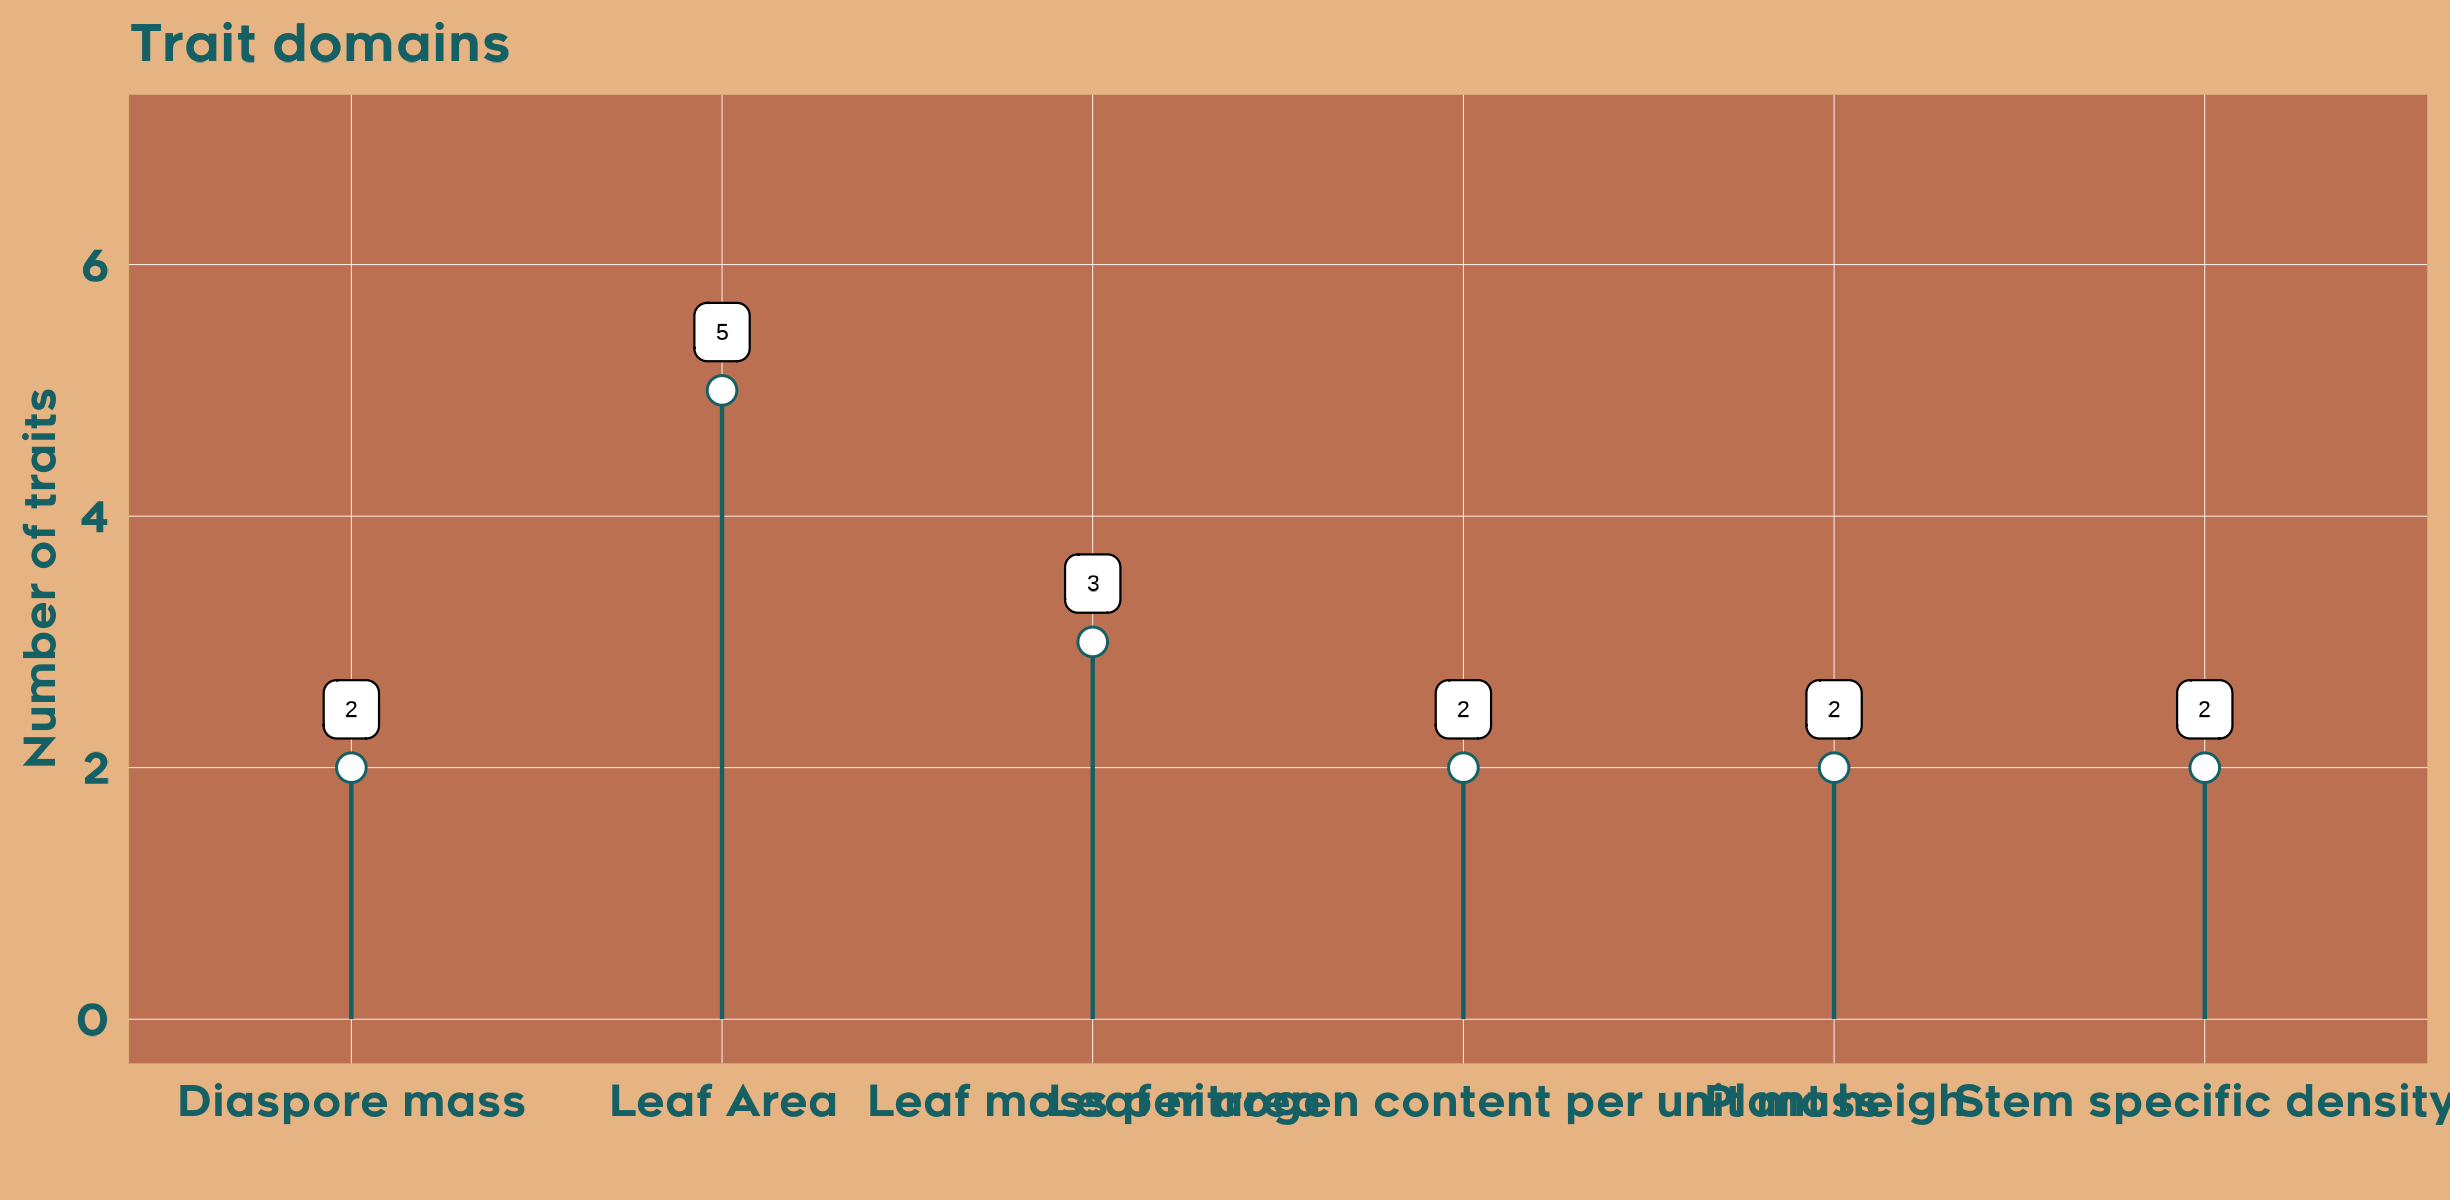 Trait domains
Number of traits
6
4
2
0
5
3
2
2
2
2
Diaspore mass
Leaf Area
Leaf mass per area
Leaf nitrogen content per unit mass
Plant height
Stem specific density